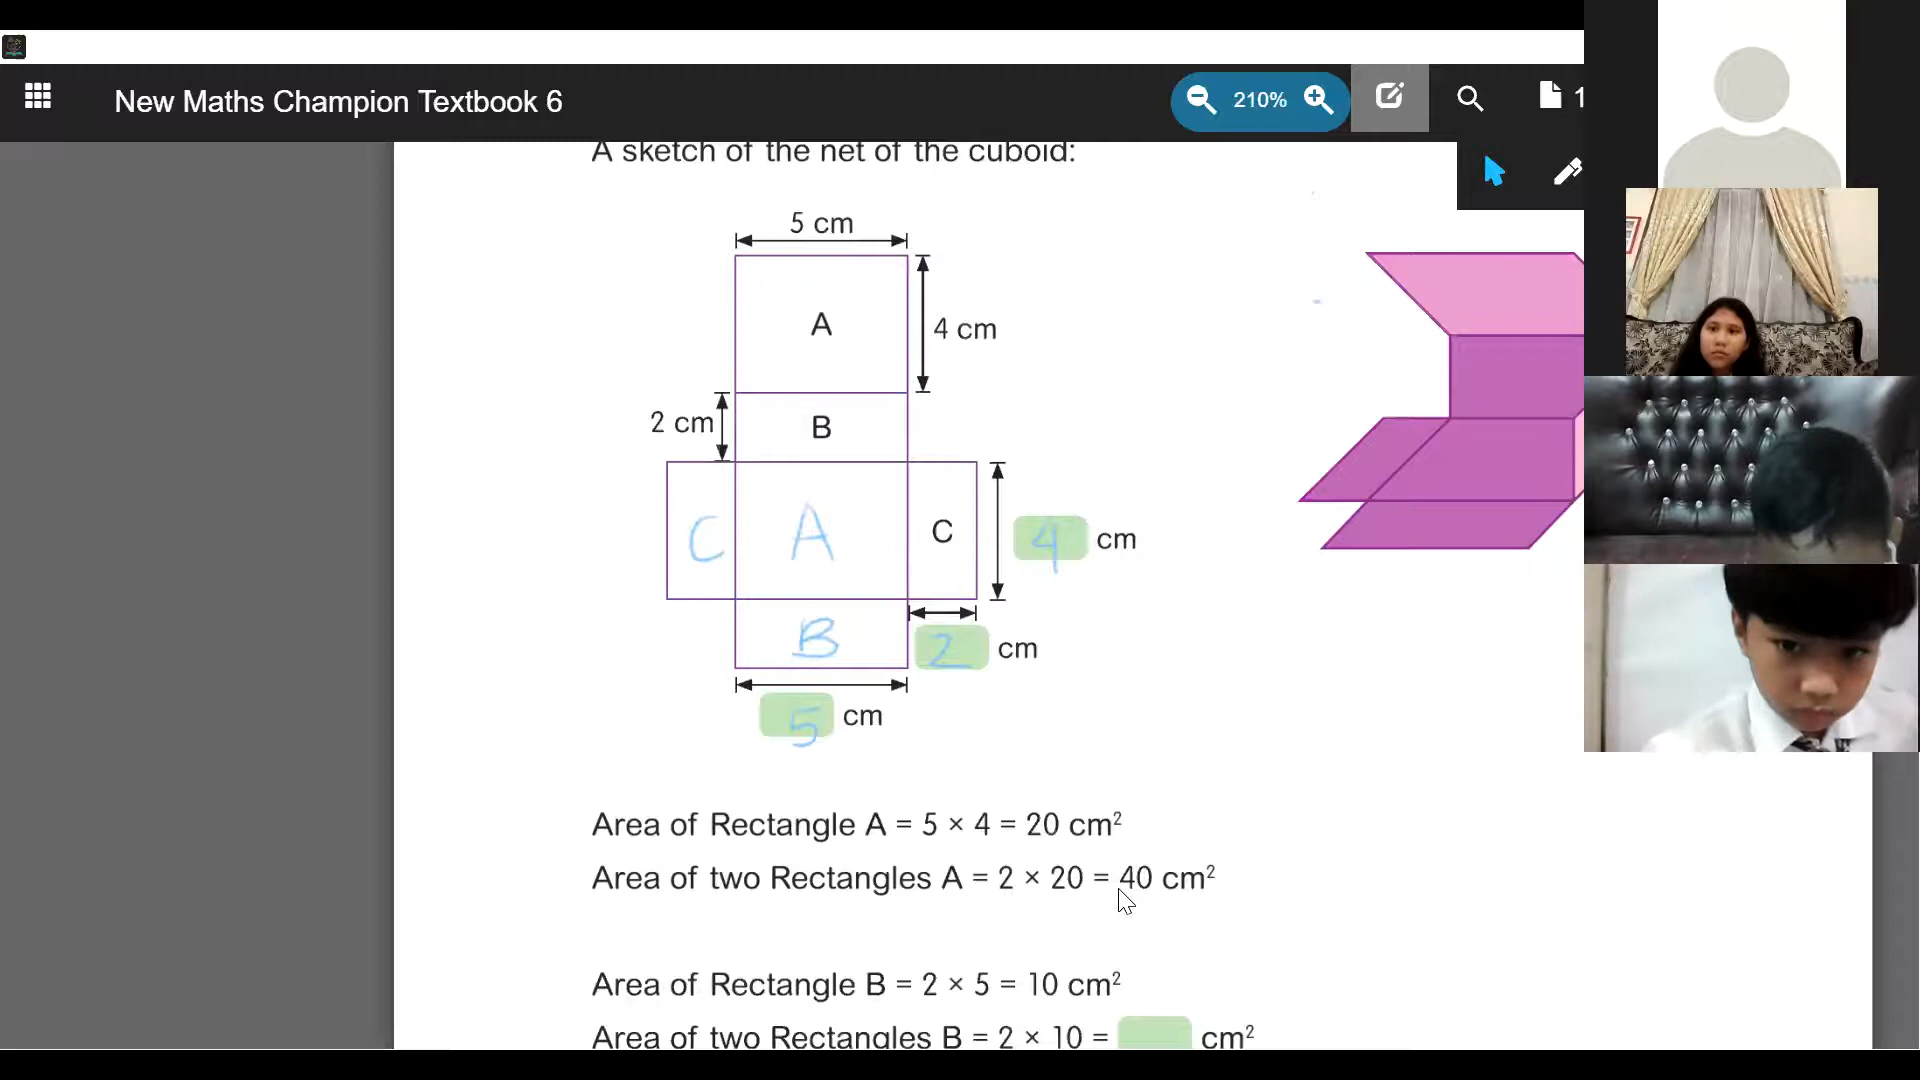 New Maths Champion Textbook 6
210%
1
A sketch of the net of the cuboid:
5 cm
A
4 cm
2 cm
B
C
A
C
4 cm
B
2 cm
5 cm
Area of Rectangle A = 5 × 4 = 20 cm²
Area of two Rectangles A = 2 × 20 = 40 cm²
Area of Rectangle B = 2 × 5 = 10 cm²
Area of two Rectangles B = 2 × 10 = cm²